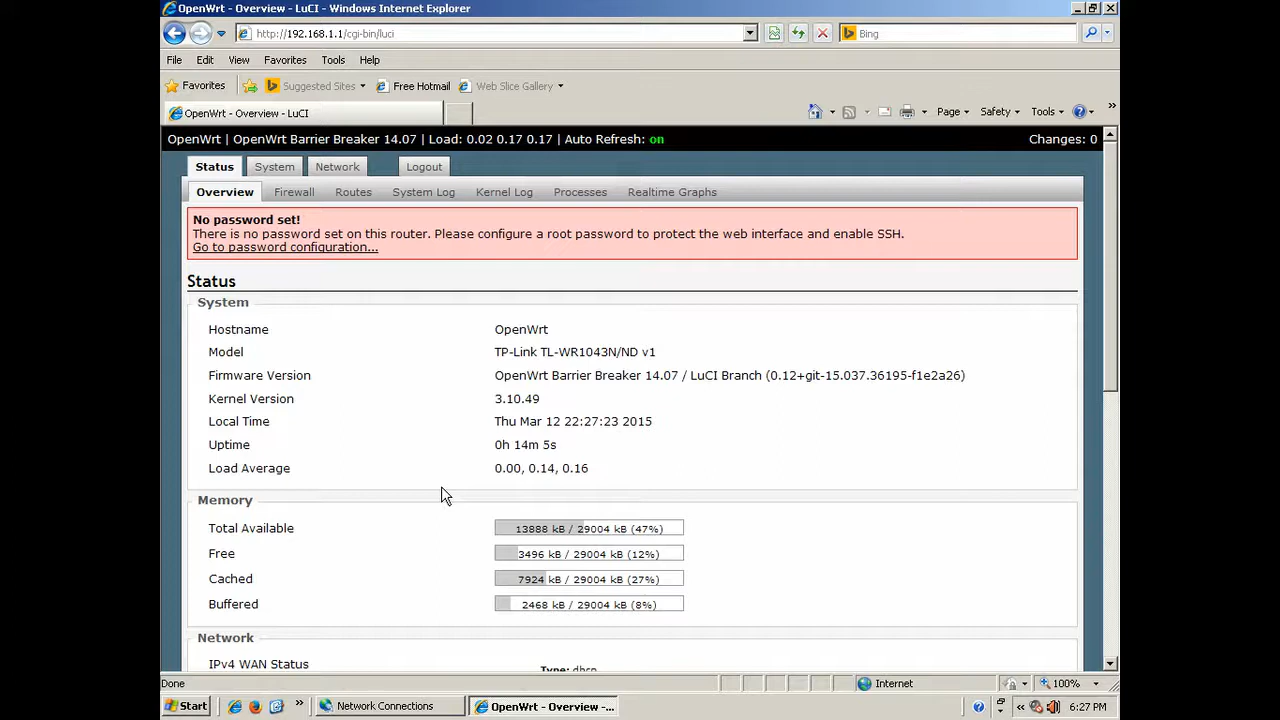 OpenWrt - Overview - LuCI - Windows Internet Explorer
http://192.168.1.1/cgi-bin/luci
Bing
File Edit View Favorites Tools Help
Favorites Suggested Sites Free Hotmail Web Slice Gallery
OpenWrt - Overview - LuCI
Page Safety Tools
OpenWrt | OpenWrt Barrier Breaker 14.07 | Load: 0.02 0.17 0.17 | Auto Refresh: on Changes: 0
Status System Network Logout
Overview Firewall Routes System Log Kernel Log Processes Realtime Graphs
No password set!
There is no password set on this router. Please configure a root password to protect the web interface and enable SSH.
Go to password configuration...
Status
System
Hostname OpenWrt
Model TP-Link TL-WR1043N/ND v1
Firmware Version OpenWrt Barrier Breaker 14.07 / LuCI Branch (0.12+git-15.037.36195-f1e2a26)
Kernel Version 3.10.49
Local Time Thu Mar 12 22:27:23 2015
Uptime 0h 14m 5s
Load Average 0.00, 0.14, 0.16
Memory
Total Available 13888 kB / 29004 kB (47%)
Free 3496 kB / 29004 kB (12%)
Cached 7924 kB / 29004 kB (27%)
Buffered 2468 kB / 29004 kB (8%)
Network
IPv4 WAN Status Type: dhcp
Done Internet 100%
Start Network Connections OpenWrt - Overview -... 6:27 PM